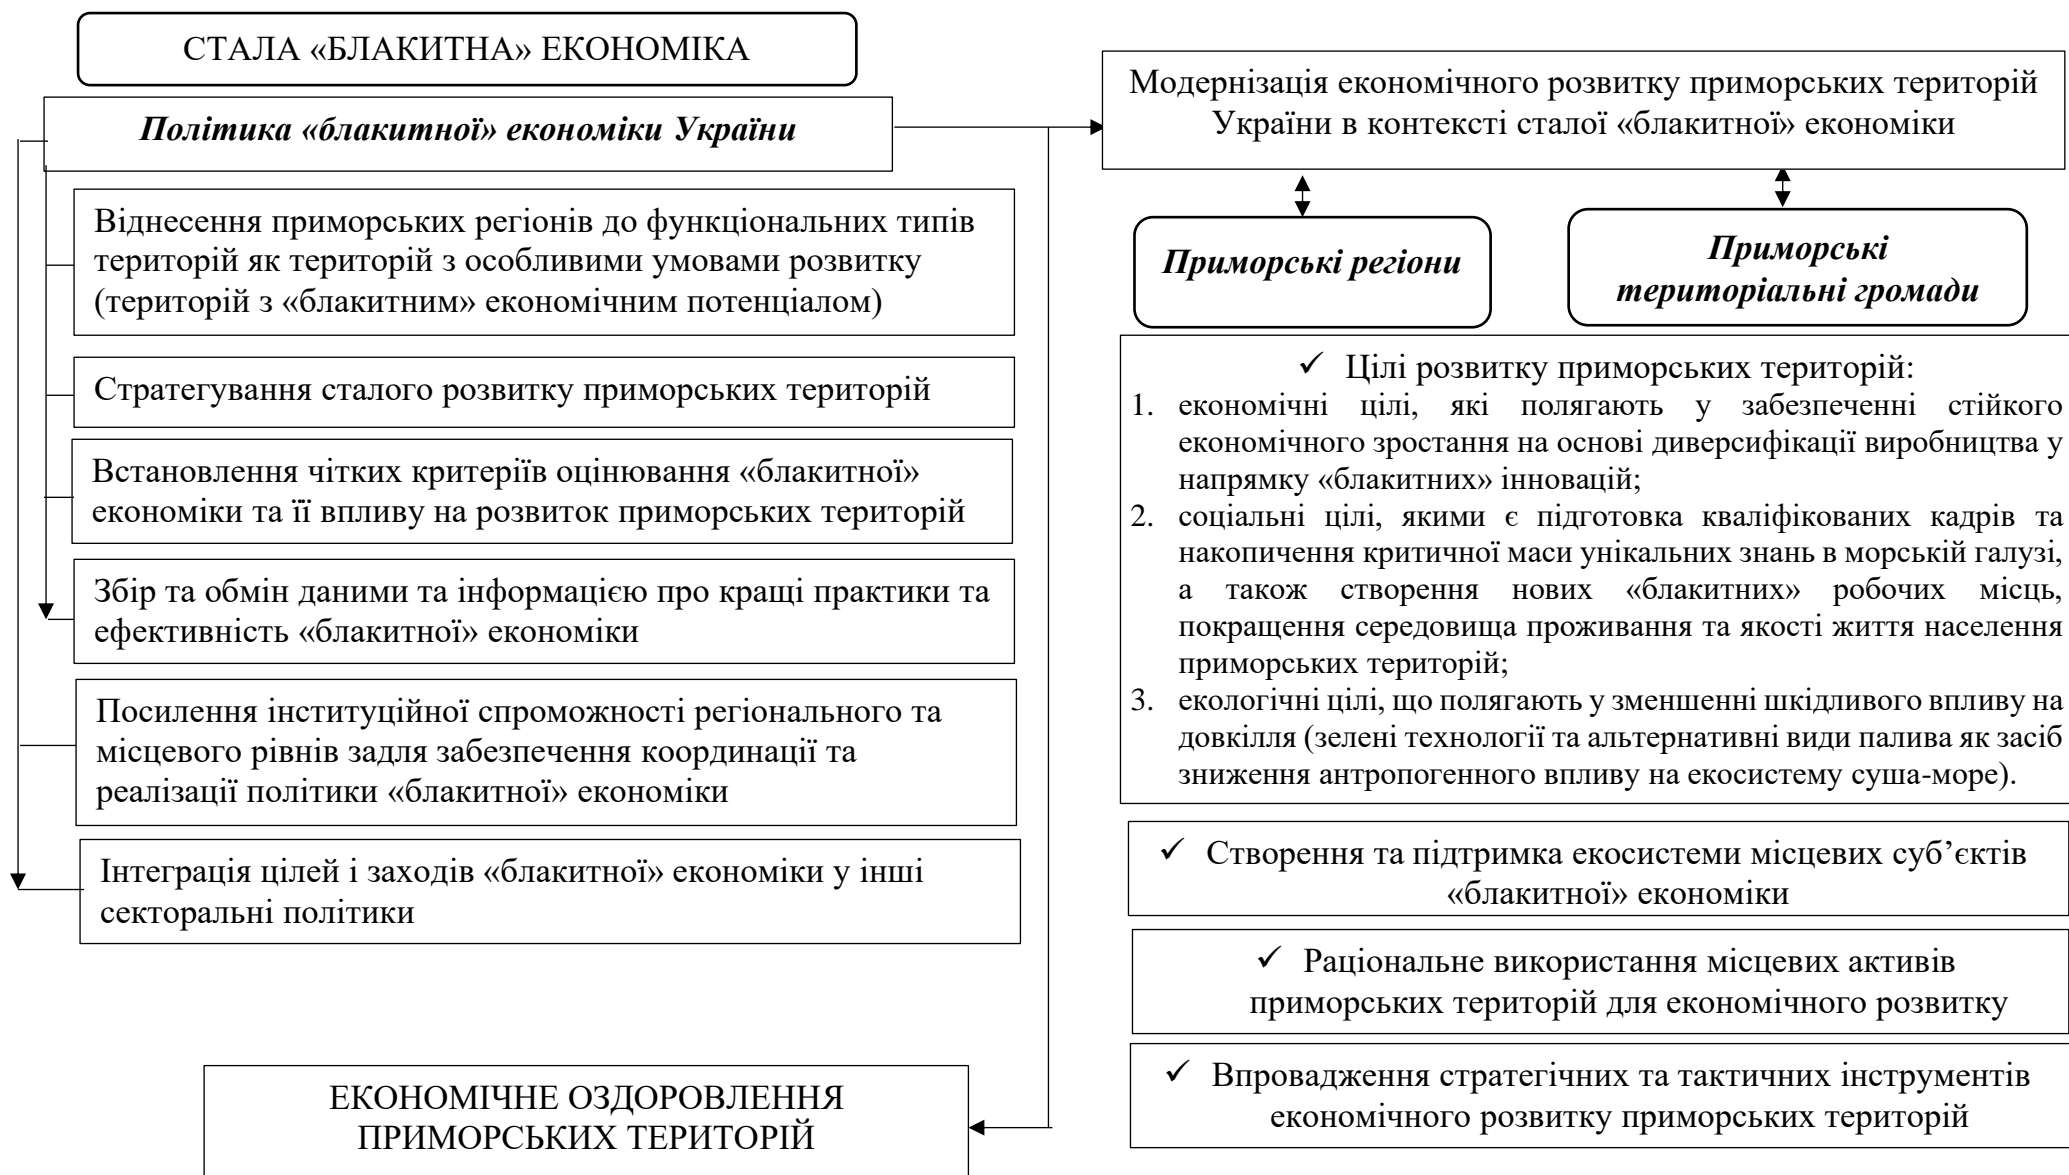 СТАЛА «БЛАКИТНА» ЕКОНОМІКА
Політика «блакитної» економіки України
Віднесення приморських регіонів до функціональних типів
територій як територій з особливими умовами розвитку
(територій з «блакитним» економічним потенціалом)
Стратегування сталого розвитку приморських територій
Встановлення чітких критеріїв оцінювання «блакитної»
економіки та її впливу на розвиток приморських територій
Збір та обмін даними та інформацією про кращі практики та
ефективність «блакитної» економіки
Посилення інституційної спроможності регіонального та
місцевого рівнів задля забезпечення координації та
реалізації політики «блакитної» економіки
Інтеграція цілей і заходів «блакитної» економіки у інші
секторальні політики
ЕКОНОМІЧНЕ ОЗДОРОВЛЕННЯ
ПРИМОРСЬКИХ ТЕРИТОРІЙ
Модернізація економічного розвитку приморських територій
України в контексті сталої «блакитної» економіки
Приморські регіони
Приморські
територіальні громади
✓ Цілі розвитку приморських територій:
1. економічні цілі, які полягають у забезпеченні стійкого
економічного зростання на основі диверсифікації виробництва у
напрямку «блакитних» інновацій;
2. соціальні цілі, якими є підготовка кваліфікованих кадрів та
накопичення критичної маси унікальних знань в морській галузі,
а також створення нових «блакитних» робочих місць,
покращення середовища проживання та якості життя населення
приморських територій;
3. екологічні цілі, що полягають у зменшенні шкідливого впливу на
довкілля (зелені технології та альтернативні види палива як засіб
зниження антропогенного впливу на екосистему суша-море).
✓ Створення та підтримка екосистеми місцевих суб’єктів
«блакитної» економіки
✓ Раціональне використання місцевих активів
приморських територій для економічного розвитку
✓ Впровадження стратегічних та тактичних інструментів
економічного розвитку приморських територій